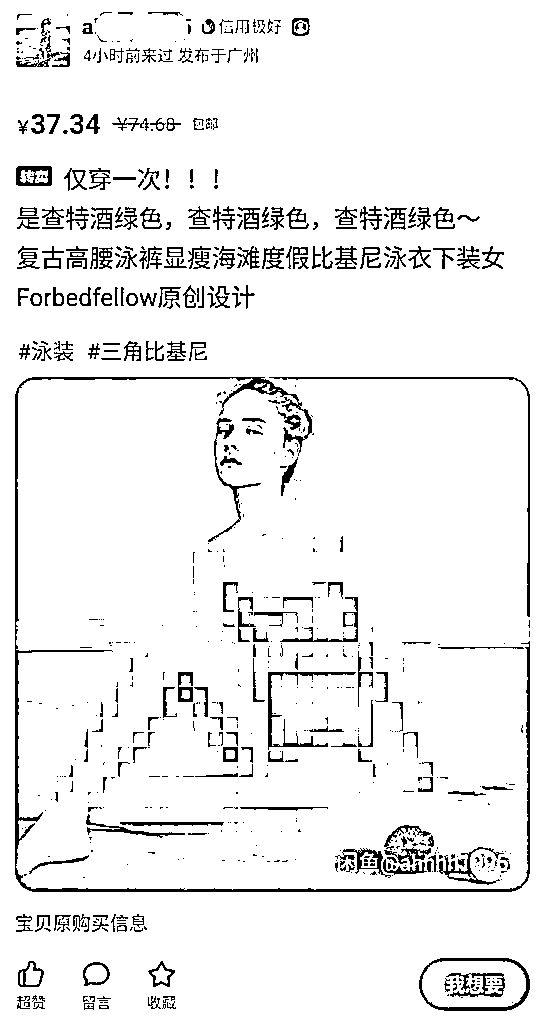 信用极好
4小时前来过 发布于广州
¥37.34 ¥74.68 包邮
转卖 仅穿一次！！！
是查特酒绿色，查特酒绿色，查特酒绿色～
复古高腰泳裤显瘦海滩度假比基尼泳衣下装女
Forbedfellow原创设计
#泳装 #三角比基尼
宝贝原购买信息
超赞 留言 收藏 我想要